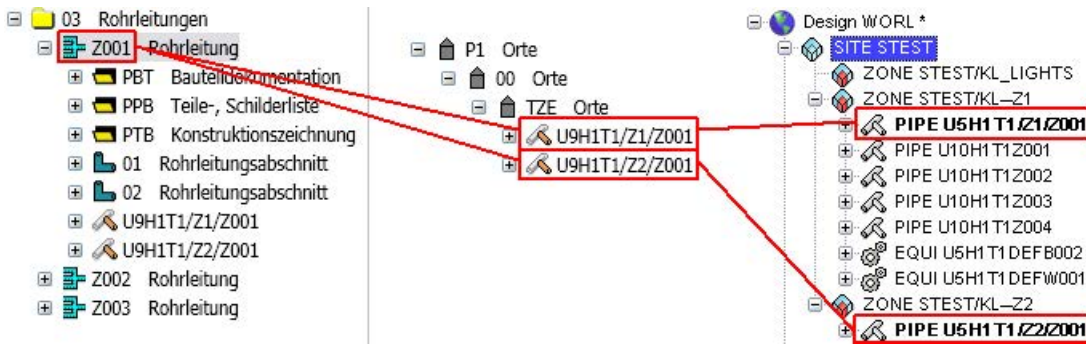 03 Rohrleitungen
Z001 Rohrleitung
PBT Bauteildokumentation
PPB Teile-, Schilderliste
PTB Konstruktionszeichnung
01 Rohrleitungsabschnitt
02 Rohrleitungsabschnitt
U9H1T1/Z1/Z001
U9H1T1/Z2/Z001
Z002 Rohrleitung
Z003 Rohrleitung
P1 Orte
00 Orte
TZE Orte
U9H1T1/Z1/Z001
U9H1T1/Z2/Z001
Design WORL *
SITE STEST
ZONE STEST/KL_LIGHTS
ZONE STEST/KL--Z1
PIPE U5H1T1/Z1/Z001
PIPE U10H1T1Z001
PIPE U10H1T1Z002
PIPE U10H1T1Z003
PIPE U10H1T1Z004
EQUI U5H1T1DEFB002
EQUI U5H1T1DEFW001
ZONE STEST/KL--Z2
PIPE U5H1T1/Z2/Z001